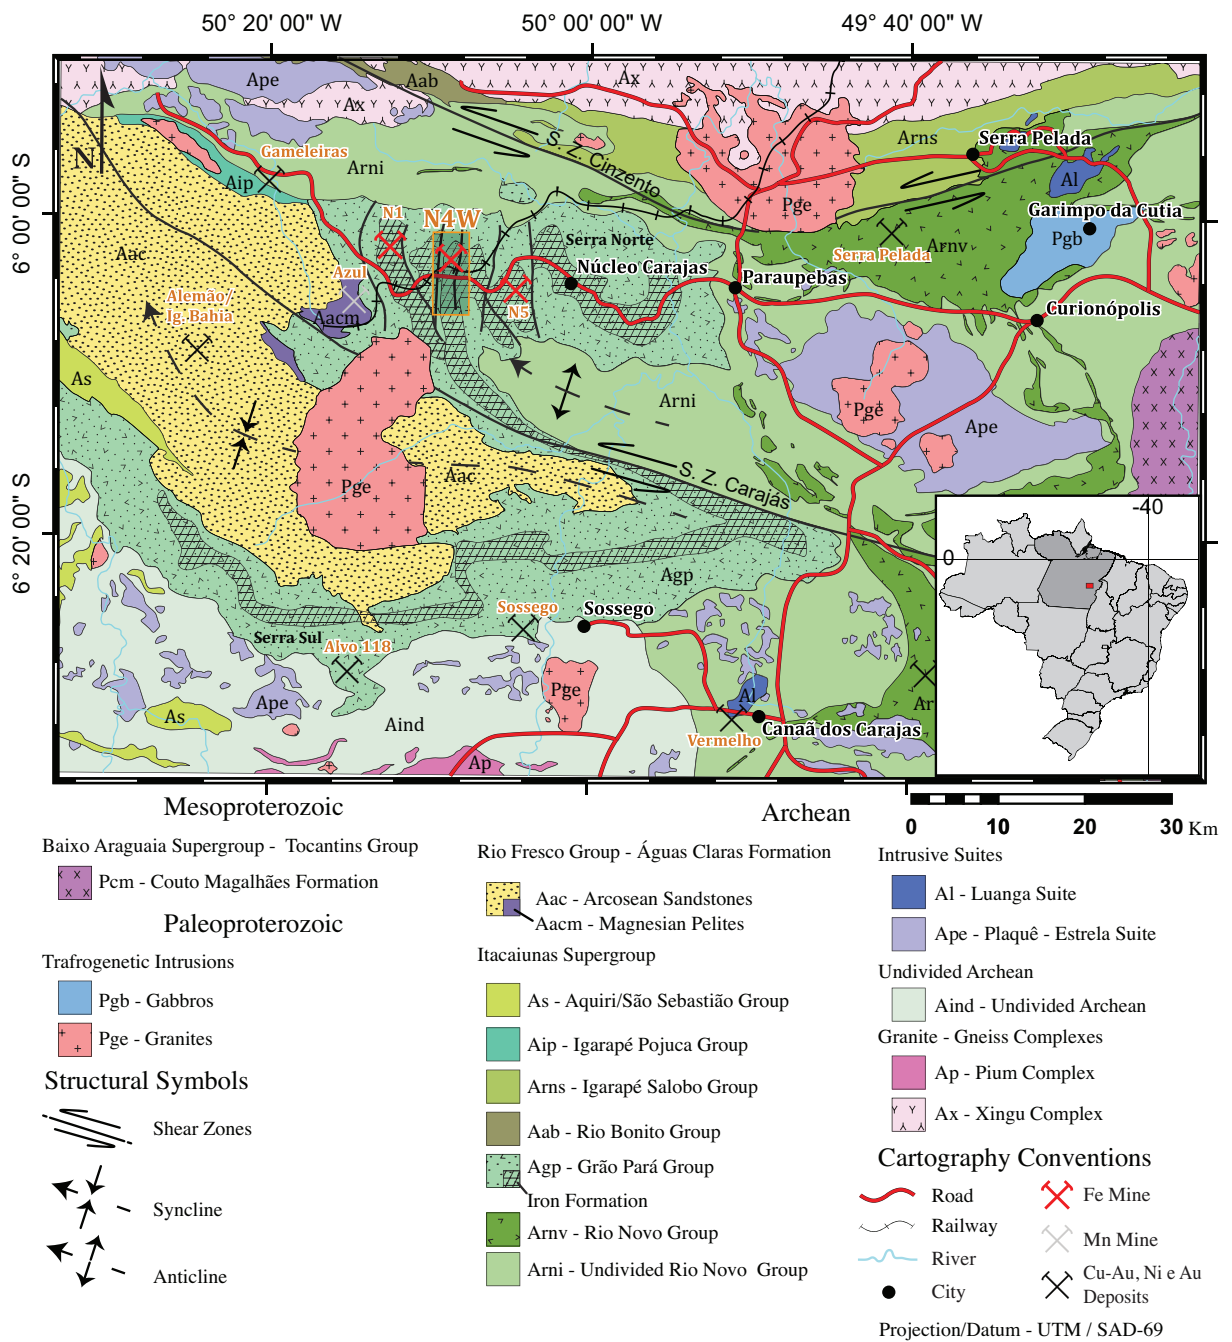 50° 20' 00" W
50° 00' 00" W
49° 40' 00" W
6° 00' 00" S
6° 20' 00" S
Ape
Aab
Ax
Ax
N
Gameleiras
Arni
Aip
S. Z. Cinzento
Arns
Serra Pelada
Al
Pge
Garimpo da Cutia
Pgb
N1
N4W
Serra Norte
Aac
Azul
Núcleo Carajas
Serra Pelada
Arnv
Paraupebas
Alemão/
Ig. Bahia
Aacm
N5
Curionópolis
As
Arni
Pge
Ape
Pge
Aac
S. Z. Carajás
Agp
Sossego
Sossego
Serra Sul
Alvo 118
Pge
Al
Ape
As
Aind
Ap
Vermelho
Canaã dos Carajas
Ar
-40
0
0 10 20 30 Km
Mesoproterozoic
Baixo Araguaia Supergroup - Tocantins Group
Pcm - Couto Magalhães Formation
Paleoproterozoic
Trafrogenetic Intrusions
Pgb - Gabbros
Pge - Granites
Structural Symbols
Shear Zones
Syncline
Anticline
Archean
Rio Fresco Group - Águas Claras Formation
Aac - Arcosean Sandstones
Aacm - Magnesian Pelites
Itacaiunas Supergroup
As - Aquiri/São Sebastião Group
Aip - Igarapé Pojuca Group
Arns - Igarapé Salobo Group
Aab - Rio Bonito Group
Agp - Grão Pará Group
Iron Formation
Arnv - Rio Novo Group
Arni - Undivided Rio Novo Group
Intrusive Suites
Al - Luanga Suite
Ape - Plaquê - Estrela Suite
Undivided Archean
Aind - Undivided Archean
Granite - Gneiss Complexes
Ap - Pium Complex
Ax - Xingu Complex
Cartography Conventions
Road
Railway
River
City
Fe Mine
Mn Mine
Cu-Au, Ni e Au
Deposits
Projection/Datum - UTM / SAD-69